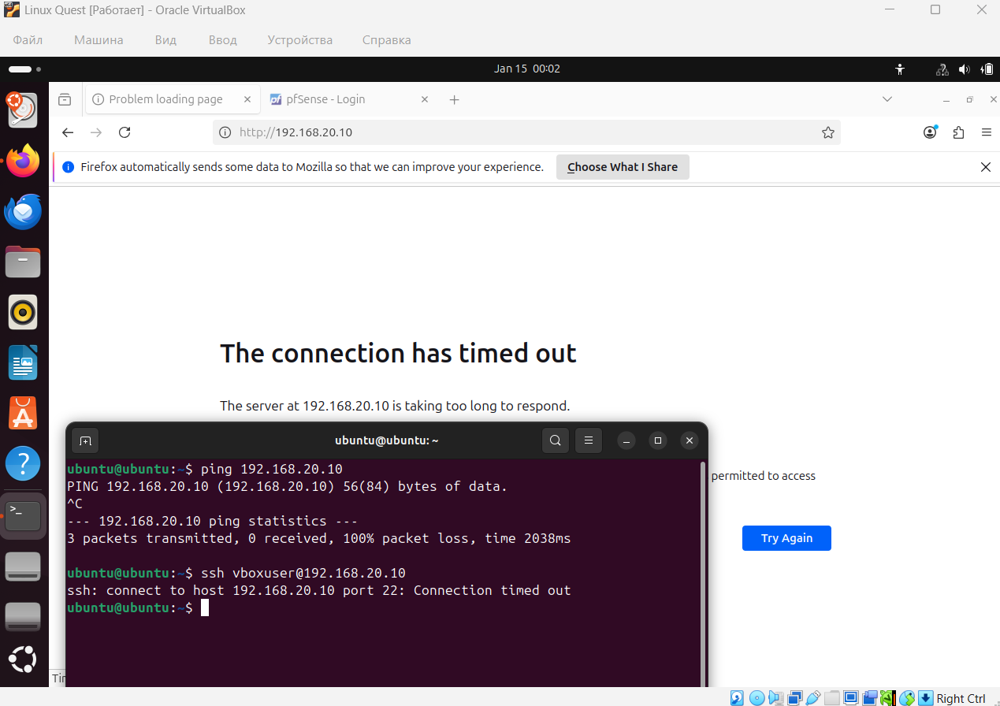 Linux Quest [Работает] - Oracle VirtualBox
Файл Машина Вид Ввод Устройства Справка
Jan 15 00:02
Problem loading page
pf pfSense - Login
http://192.168.20.10
Firefox automatically sends some data to Mozilla so that we can improve your experience. Choose What I Share
The connection has timed out
The server at 192.168.20.10 is taking too long to respond.
permitted to access
Try Again
ubuntu@ubuntu: ~
ubuntu@ubuntu:~$ ping 192.168.20.10
PING 192.168.20.10 (192.168.20.10) 56(84) bytes of data.
^C
--- 192.168.20.10 ping statistics ---
3 packets transmitted, 0 received, 100% packet loss, time 2038ms
ubuntu@ubuntu:~$ ssh vboxuser@192.168.20.10
ssh: connect to host 192.168.20.10 port 22: Connection timed out
ubuntu@ubuntu:~$
Right Ctrl